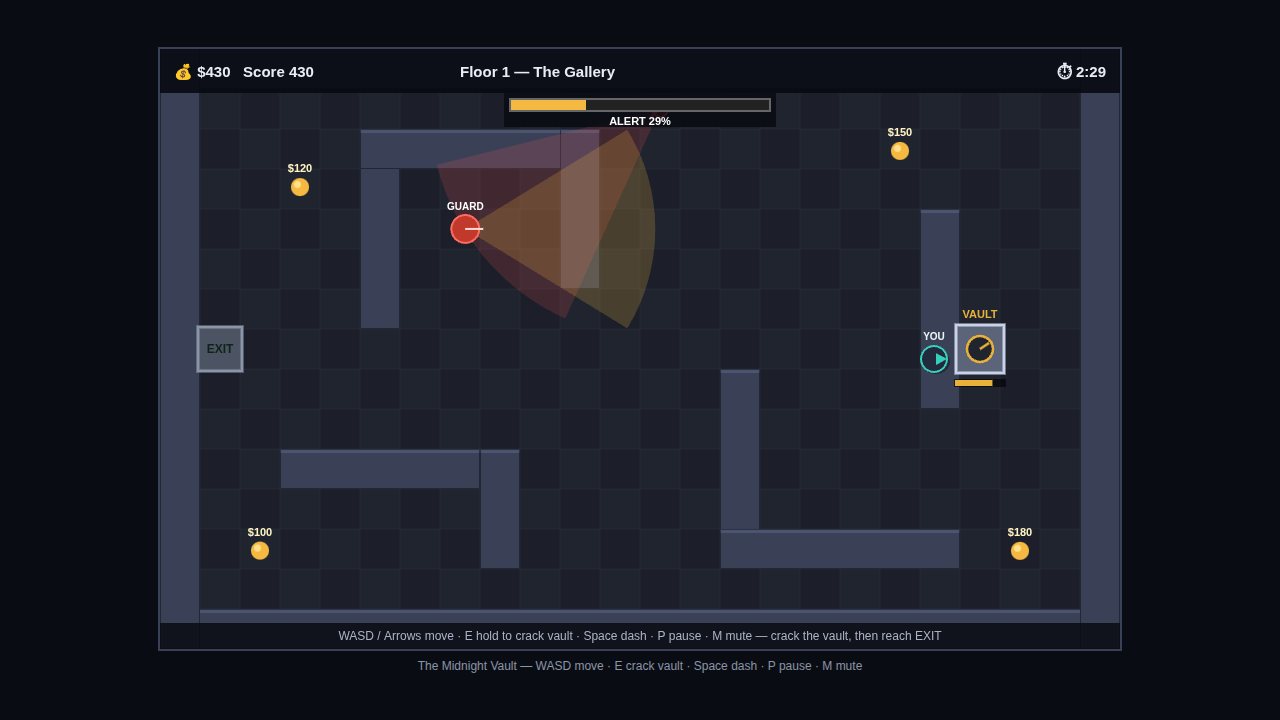 💰 $430 Score 430
Floor 1 — The Gallery
⏱ 2:29
ALERT 29%
$150
$120
GUARD
VAULT
YOU
EXIT
$100
$180
WASD / Arrows move · E hold to crack vault · Space dash · P pause · M mute — crack the vault, then reach EXIT
The Midnight Vault — WASD move · E crack vault · Space dash · P pause · M mute